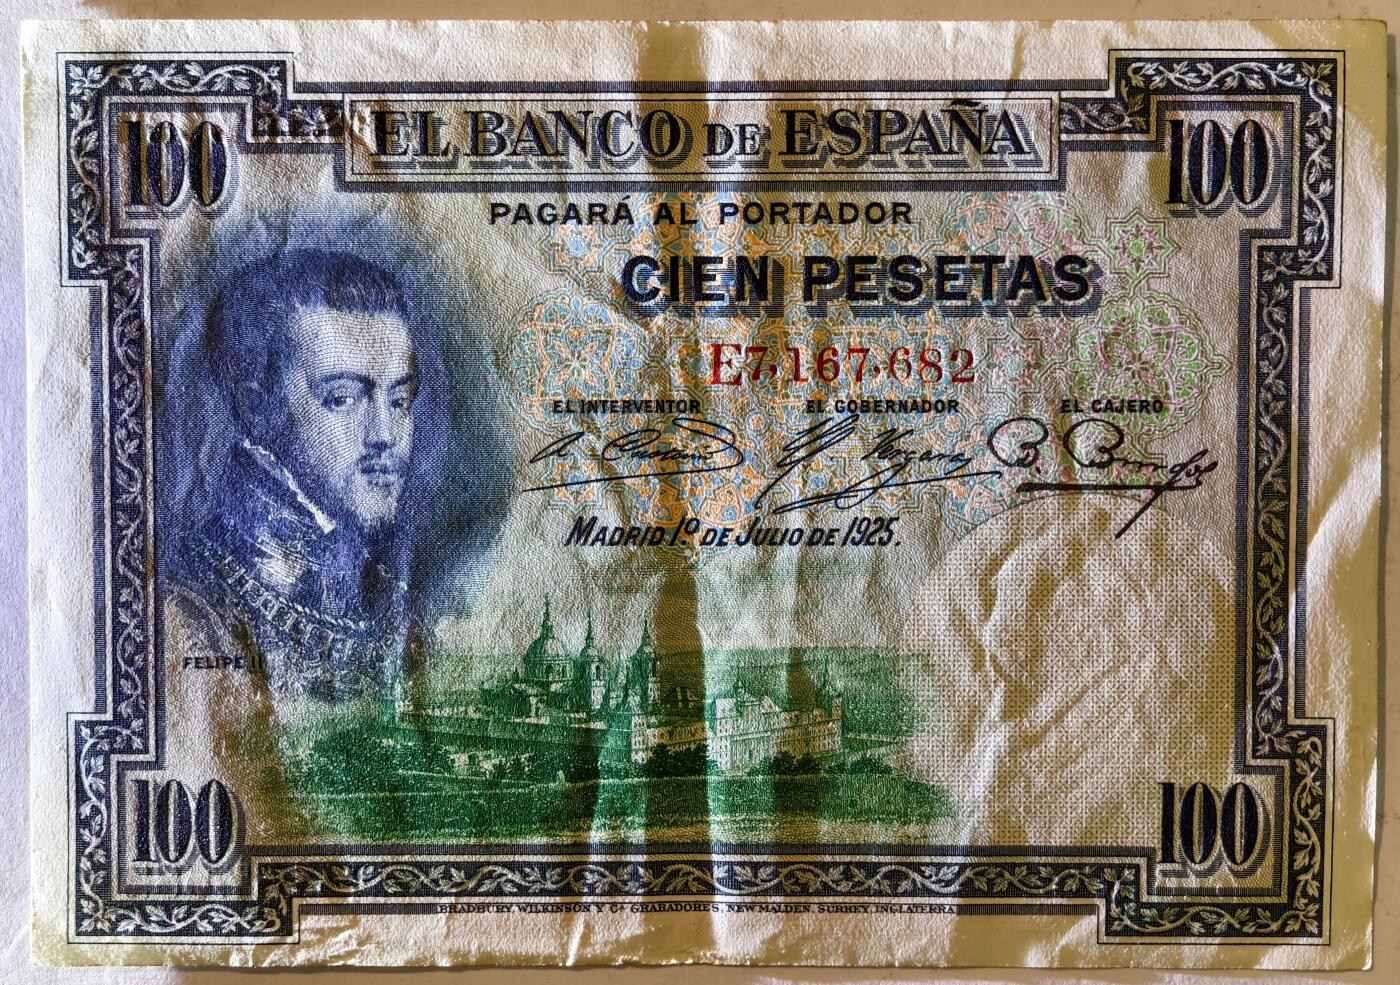 100 EL BANCO DE ESPAÑA 100
PAGARÁ AL PORTADOR
CIEN PESETAS
E7,167,682
EL INTERVENTOR EL GOBERNADOR EL CAJERO
Madrid 1º de Julio de 1925.
FELIPE II
100 100
BRADBURY, WILKINSON Y Cª GRABADORES, NEW MALDEN, SURREY, INGLATERRA